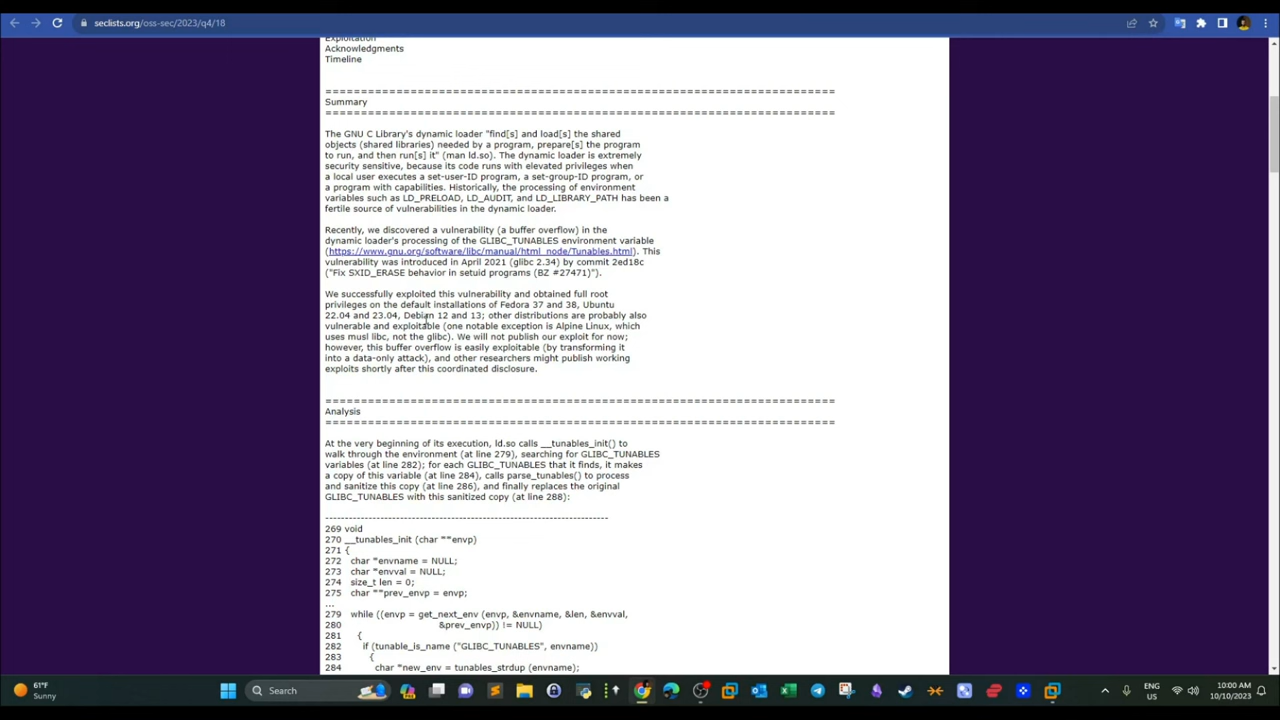 seclists.org/oss-sec/2023/q4/18
Exploitation
Acknowledgments
Timeline
========================================================================
Summary
========================================================================
The GNU C Library's dynamic loader "find[s] and load[s] the shared
objects (shared libraries) needed by a program, prepare[s] the program
to run, and then run[s] it" (man ld.so). The dynamic loader is extremely
security sensitive, because its code runs with elevated privileges when
a local user executes a set-user-ID program, a set-group-ID program, or
a program with capabilities. Historically, the processing of environment
variables such as LD_PRELOAD, LD_AUDIT, and LD_LIBRARY_PATH has been a
fertile source of vulnerabilities in the dynamic loader.
Recently, we discovered a vulnerability (a buffer overflow) in the
dynamic loader's processing of the GLIBC_TUNABLES environment variable
(https://www.gnu.org/software/libc/manual/html_node/Tunables.html). This
vulnerability was introduced in April 2021 (glibc 2.34) by commit 2ed18c
("Fix SXID_ERASE behavior in setuid programs (BZ #27471)").
We successfully exploited this vulnerability and obtained full root
privileges on the default installations of Fedora 37 and 38, Ubuntu
22.04 and 23.04, Debian 12 and 13; other distributions are probably also
vulnerable and exploitable (one notable exception is Alpine Linux, which
uses musl libc, not the glibc). We will not publish our exploit for now;
however, this buffer overflow is easily exploitable (by transforming it
into a data-only attack), and other researchers might publish working
exploits shortly after this coordinated disclosure.
========================================================================
Analysis
========================================================================
At the very beginning of its execution, ld.so calls __tunables_init() to
walk through the environment (at line 279), searching for GLIBC_TUNABLES
variables (at line 282); for each GLIBC_TUNABLES that it finds, it makes
a copy of this variable (at line 284), calls parse_tunables() to process
and sanitize this copy (at line 286), and finally replaces the original
GLIBC_TUNABLES with this sanitized copy (at line 288):
------------------------------------------------------------------------
269 void
270 __tunables_init (char **envp)
271 {
272   char *envname = NULL;
273   char *envval = NULL;
274   size_t len = 0;
275   char **prev_envp = envp;
...
279   while ((envp = get_next_env (envp, &envname, &len, &envval,
280                                &prev_envp)) != NULL)
281     {
282       if (tunable_is_name ("GLIBC_TUNABLES", envname))
283         {
284           char *new_env = tunables_strdup (envname);
61°F
Sunny
Search
ENG
US
10:00 AM
10/10/2023